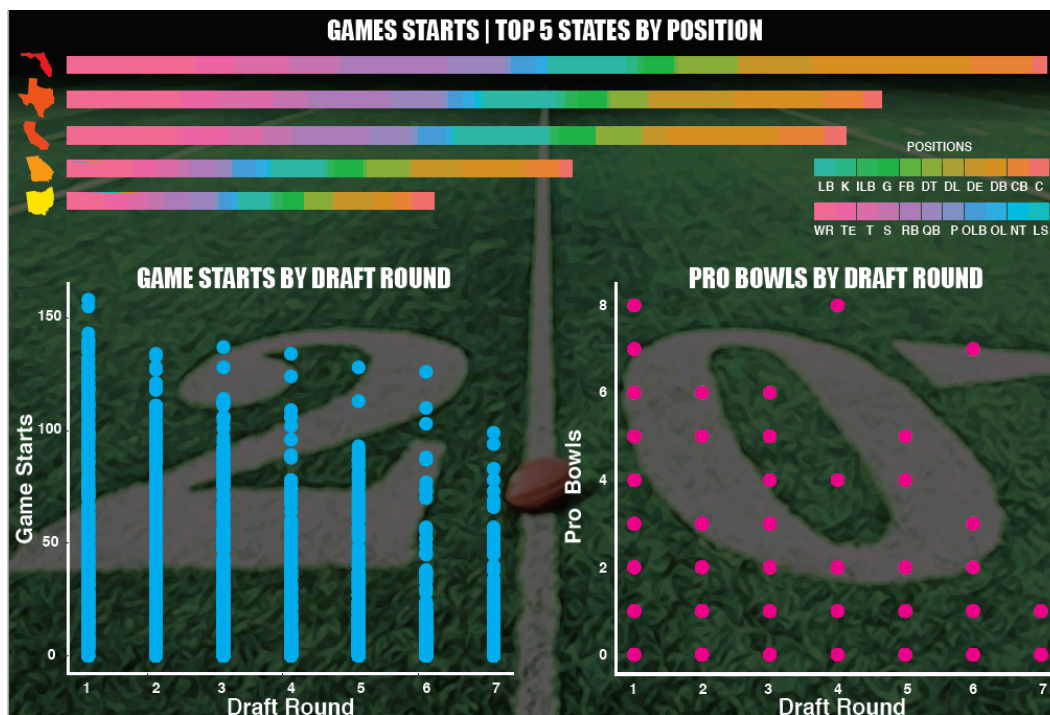 GAMES STARTS | TOP 5 STATES BY POSITION
POSITIONS
LB K ILB G FB DT DL DE DB CB C
WR TE T S RB QB P OLB OL NT LS
GAME STARTS BY DRAFT ROUND
150
100
50
0
Game Starts
1 2 3 4 5 6 7
Draft Round
PRO BOWLS BY DRAFT ROUND
8
6
4
2
0
Pro Bowls
1 2 3 4 5 6 7
Draft Round